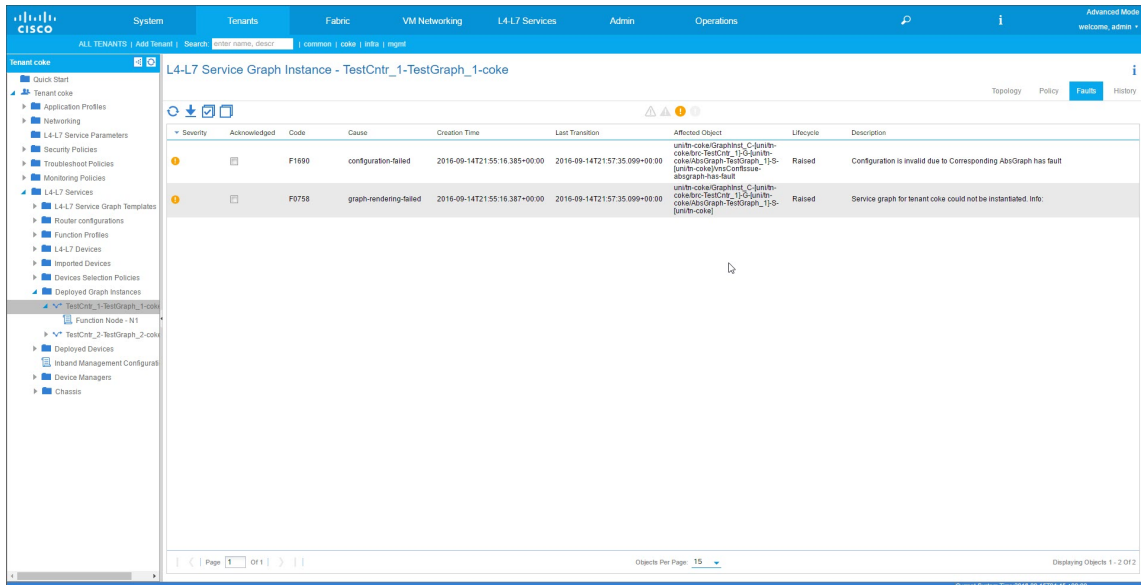 CISCO
System Tenants Fabric VM Networking L4-L7 Services Admin Operations
Advanced Mode
welcome, admin
ALL TENANTS | Add Tenant | Search: enter name, descr | common | coke | infra | mgmt
Tenant coke
Quick Start
Tenant coke
Application Profiles
Networking
L4-L7 Service Parameters
Security Policies
Troubleshoot Policies
Monitoring Policies
L4-L7 Services
L4-L7 Service Graph Templates
Router configurations
Function Profiles
L4-L7 Devices
Imported Devices
Devices Selection Policies
Deployed Graph Instances
TestCntr_1-TestGraph_1-coke
Function Node - N1
TestCntr_2-TestGraph_2-coke
Deployed Devices
Inband Management Configurati
Device Managers
Chassis
L4-L7 Service Graph Instance - TestCntr_1-TestGraph_1-coke
i
Topology Policy Faults History
Severity Acknowledged Code Cause Creation Time Last Transition Affected Object Lifecycle Description
F1690 configuration-failed 2016-09-14T21:55:16.385+00:00 2016-09-14T21:57:35.099+00:00
uni/tn-coke/GraphInst_C-[uni/tn-
coke/brc-TestCntr_1]-G-[uni/tn-
coke/AbsGraph-TestGraph_1]-S-
[uni/tn-coke]/vnsConfIssue-
absgraph-has-fault
Raised Configuration is invalid due to Corresponding AbsGraph has fault
F0758 graph-rendering-failed 2016-09-14T21:55:16.387+00:00 2016-09-14T21:57:35.099+00:00
uni/tn-coke/GraphInst_C-[uni/tn-
coke/brc-TestCntr_1]-G-[uni/tn-
coke/AbsGraph-TestGraph_1]-S-
[uni/tn-coke]
Raised Service graph for tenant coke could not be instantiated. Info:
Page 1 Of 1
Objects Per Page: 15
Displaying Objects 1 - 2 Of 2